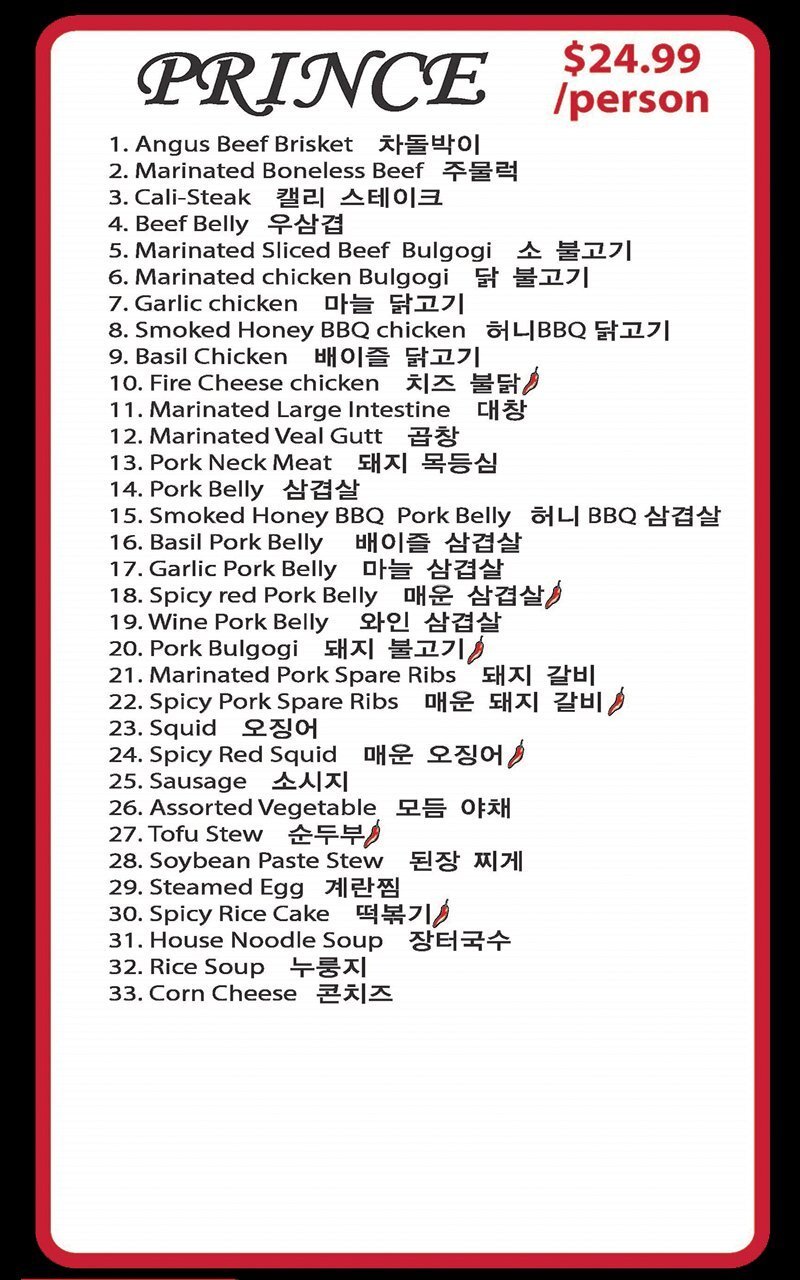 PRINCE
$24.99
/person
1. Angus Beef Brisket 차돌박이
2. Marinated Boneless Beef 주물럭
3. Cali-Steak 캘리 스테이크
4. Beef Belly 우삼겹
5. Marinated Sliced Beef Bulgogi 소 불고기
6. Marinated chicken Bulgogi 닭 불고기
7. Garlic chicken 마늘 닭고기
8. Smoked Honey BBQ chicken 허니BBQ 닭고기
9. Basil Chicken 배이즐 닭고기
10. Fire Cheese chicken 치즈 불닭
11. Marinated Large Intestine 대창
12. Marinated Veal Gutt 곱창
13. Pork Neck Meat 돼지 목등심
14. Pork Belly 삼겹살
15. Smoked Honey BBQ Pork Belly 허니 BBQ 삼겹살
16. Basil Pork Belly 배이즐 삼겹살
17. Garlic Pork Belly 마늘 삼겹살
18. Spicy red Pork Belly 매운 삼겹살
19. Wine Pork Belly 와인 삼겹살
20. Pork Bulgogi 돼지 불고기
21. Marinated Pork Spare Ribs 돼지 갈비
22. Spicy Pork Spare Ribs 매운 돼지 갈비
23. Squid 오징어
24. Spicy Red Squid 매운 오징어
25. Sausage 소시지
26. Assorted Vegetable 모듬 야채
27. Tofu Stew 순두부
28. Soybean Paste Stew 된장 찌게
29. Steamed Egg 계란찜
30. Spicy Rice Cake 떡볶기
31. House Noodle Soup 장터국수
32. Rice Soup 누룽지
33. Corn Cheese 콘치즈